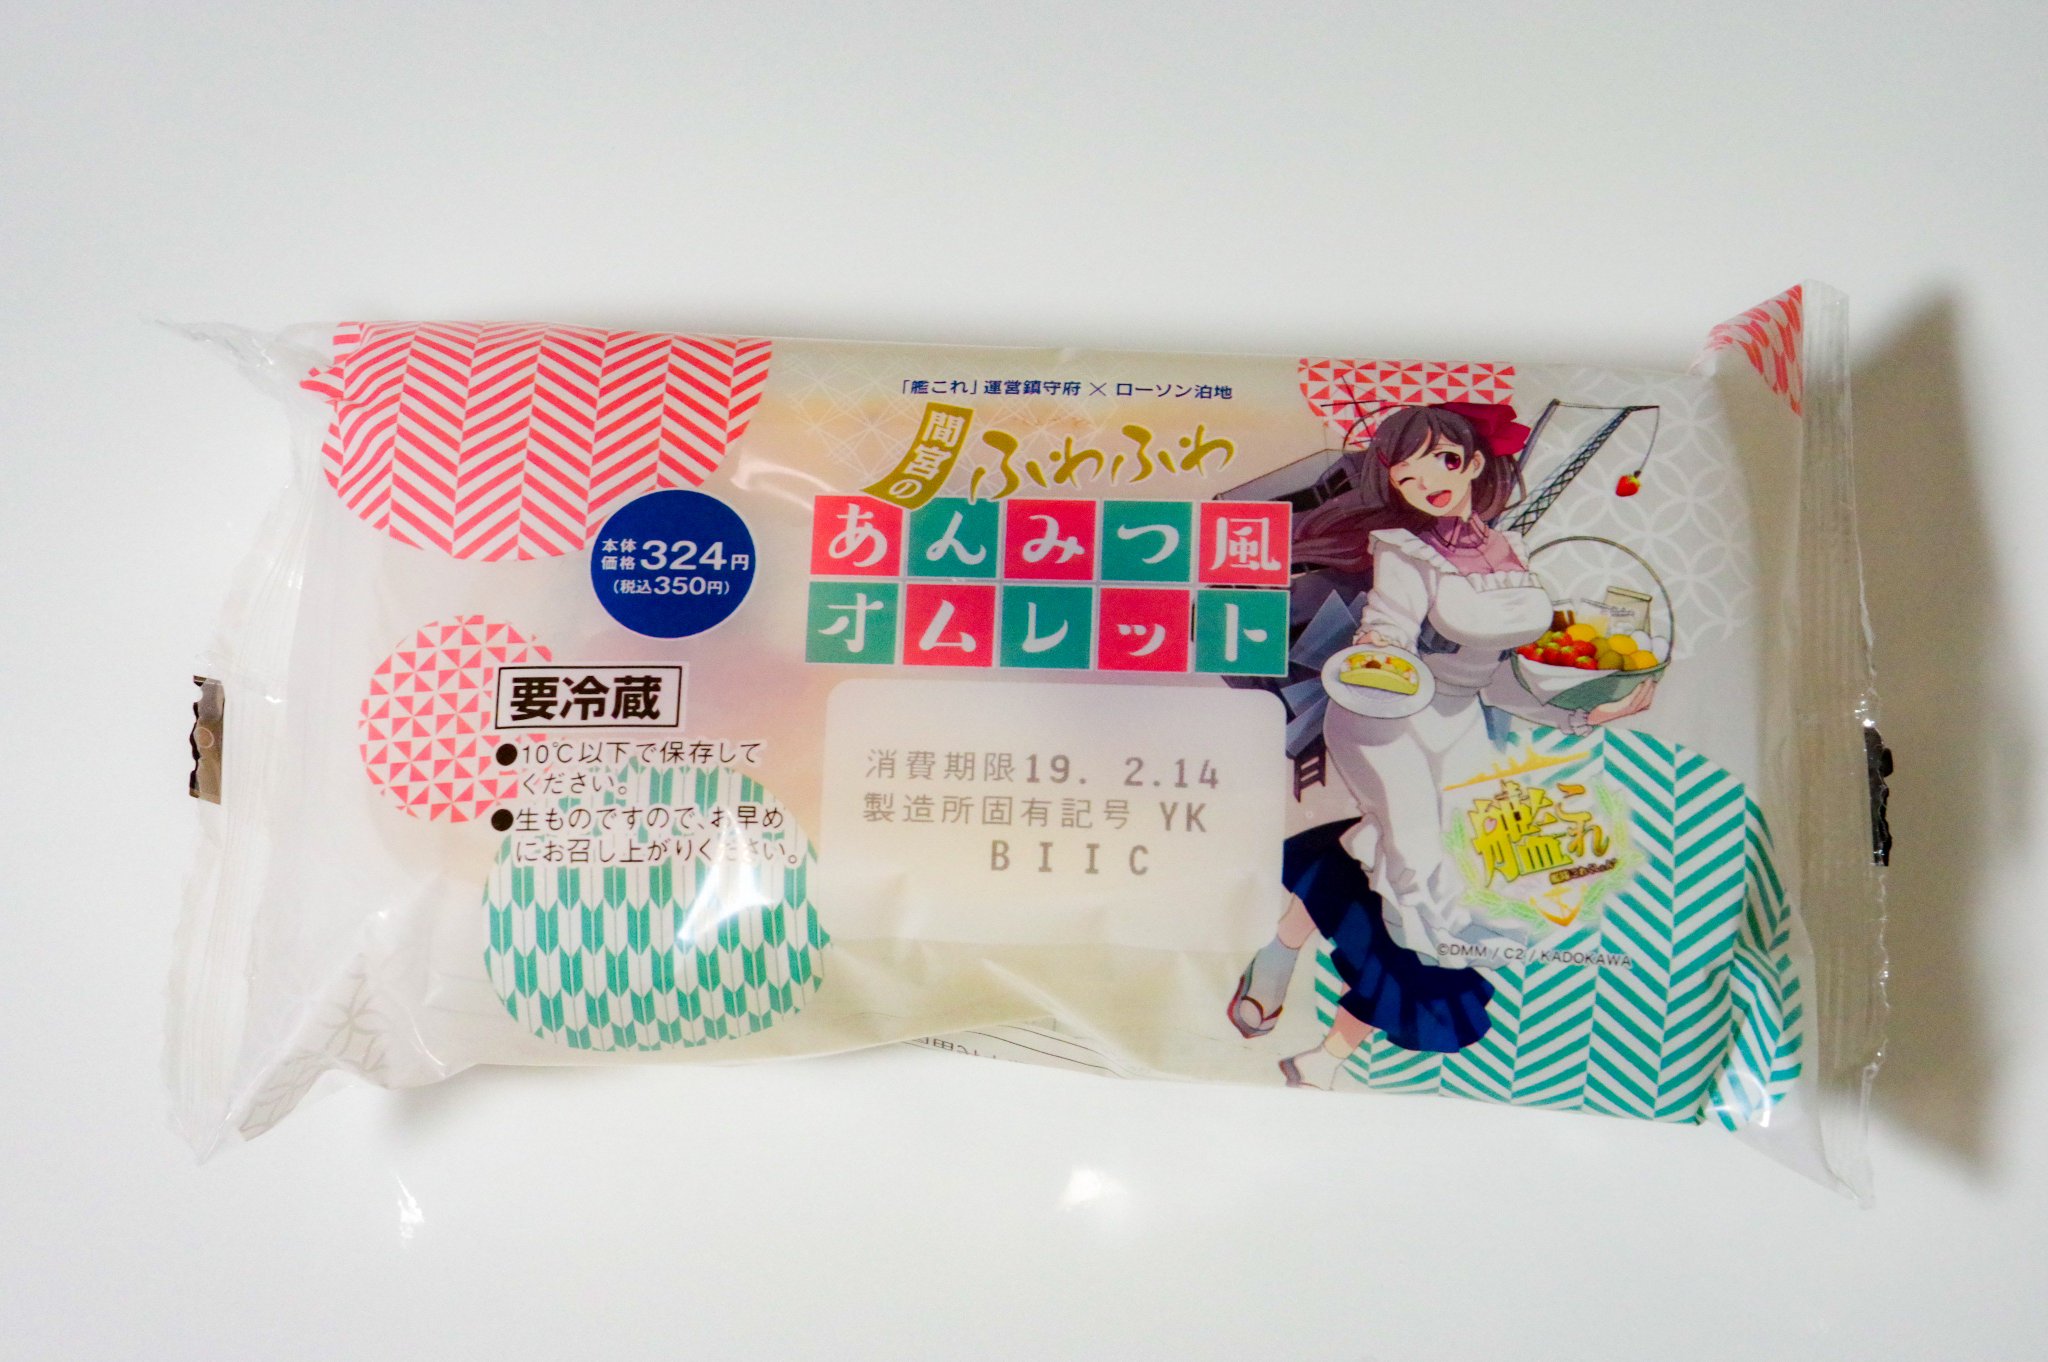 「艦これ」運営鎮守府 × ローソン泊地
間宮の
ふわふわ
あんみつ風
オムレット
本体
価格 324円
(税込350円)
要冷蔵
●10℃以下で保存して
ください。
●生ものですので、お早め
にお召し上がりください。
消費期限19. 2.14
製造所固有記号 YK
BIIC
艦これ
©DMM / C2 / KADOKAWA